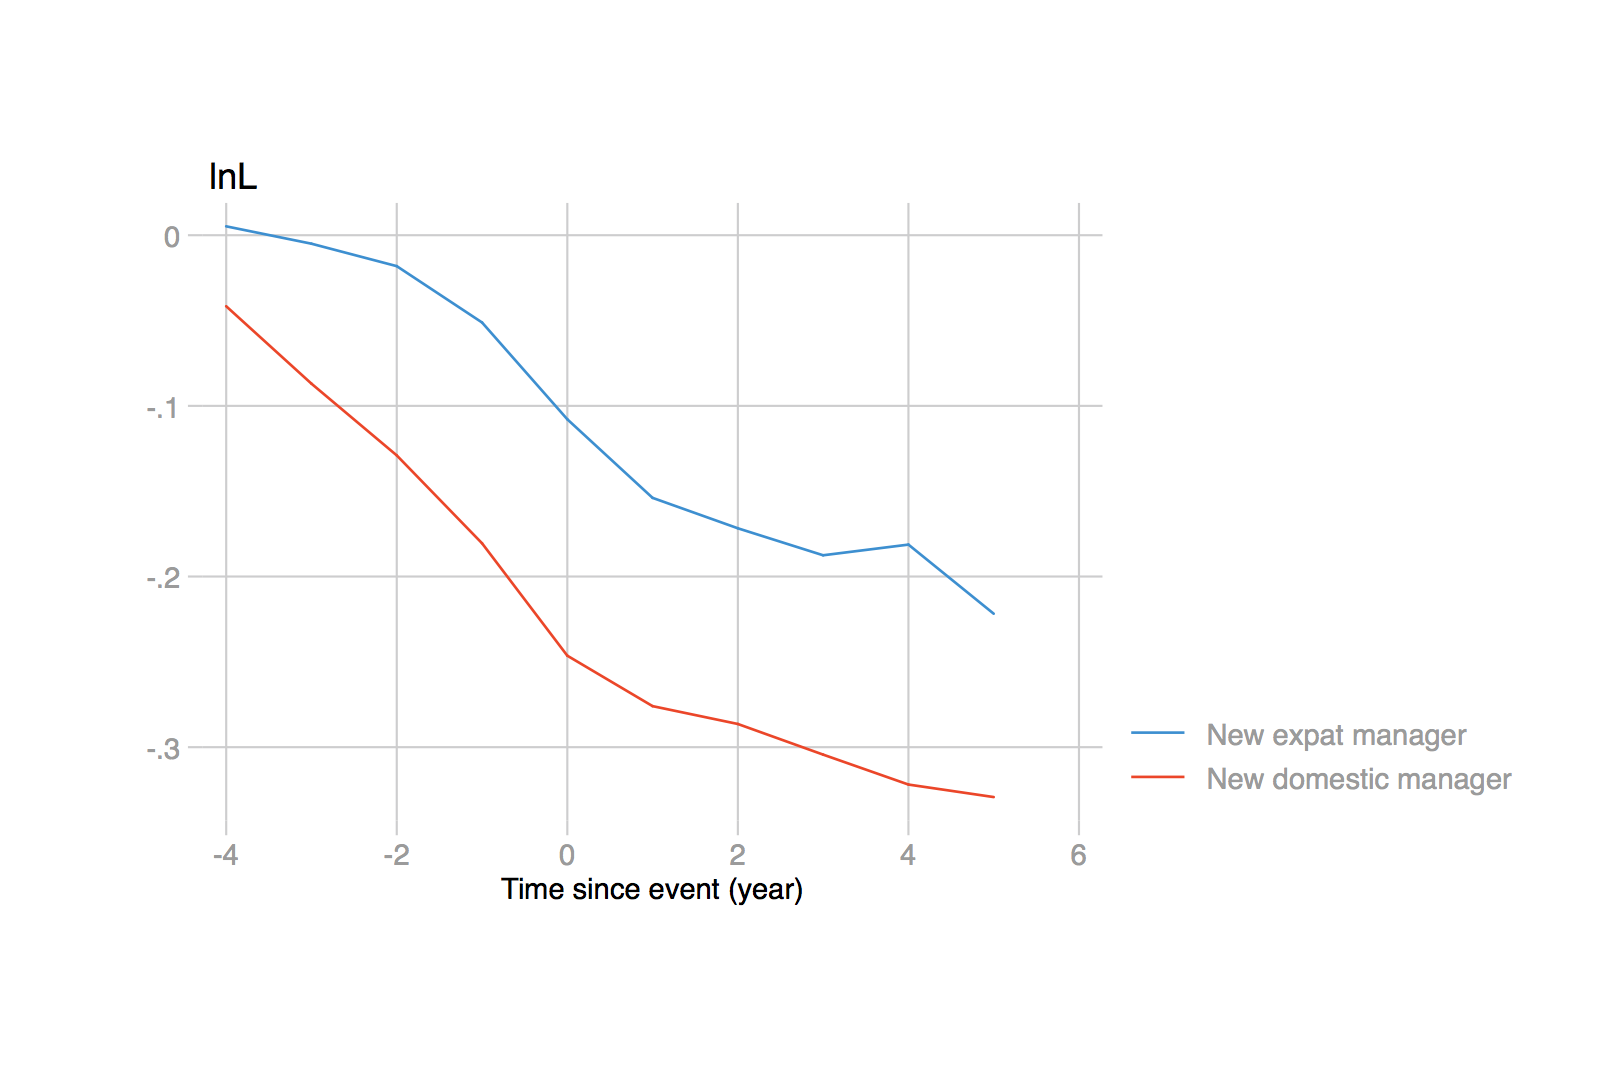 lnL
0
-.1
-.2
-.3
-4 -2 0 2 4 6
Time since event (year)
New expat manager
New domestic manager